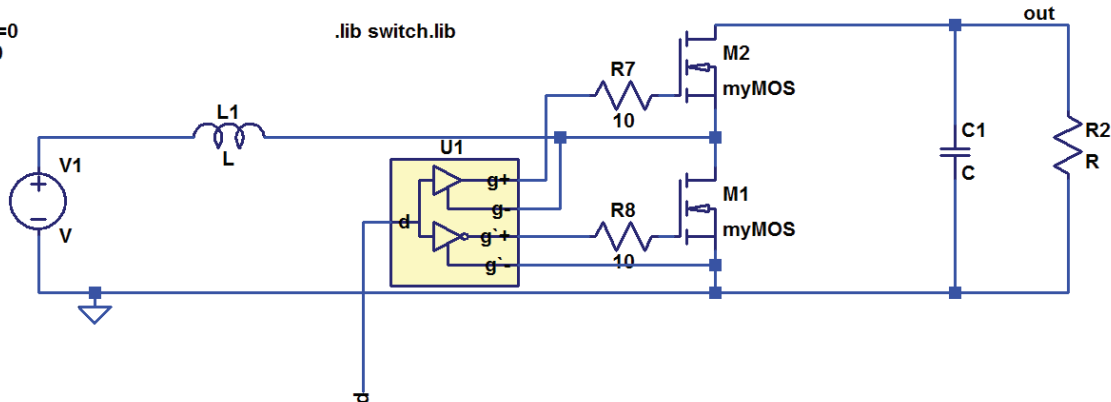 =0
.lib switch.lib
out
M2
R7
myMOS
10
L1
C1
R2
L
U1
V1
C
R
g+
M1
g-
R8
d
V
g`+
myMOS
10
g`-
d